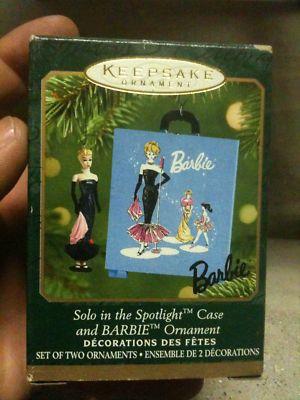 KEEPSAKE
ORNAMENT
Barbie
Barbie
Solo in the Spotlight™ Case
and BARBIE™ Ornament
DÉCORATIONS DES FÊTES
SET OF TWO ORNAMENTS • ENSEMBLE DE 2 DÉCORATIONS